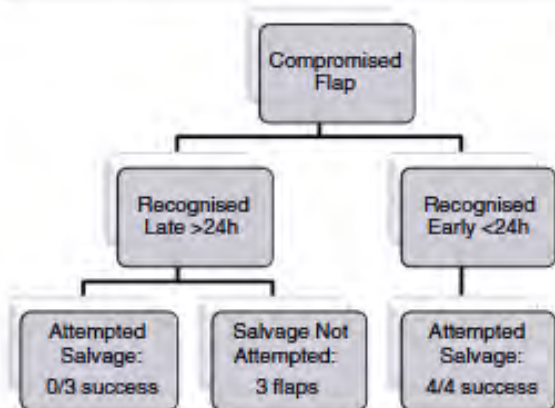 Compromised
Flap
Recognised
Late >24h
Recognised
Early <24h
Attempted
Salvage:
0/3 success
Salvage Not
Attempted:
3 flaps
Attempted
Salvage:
4/4 success